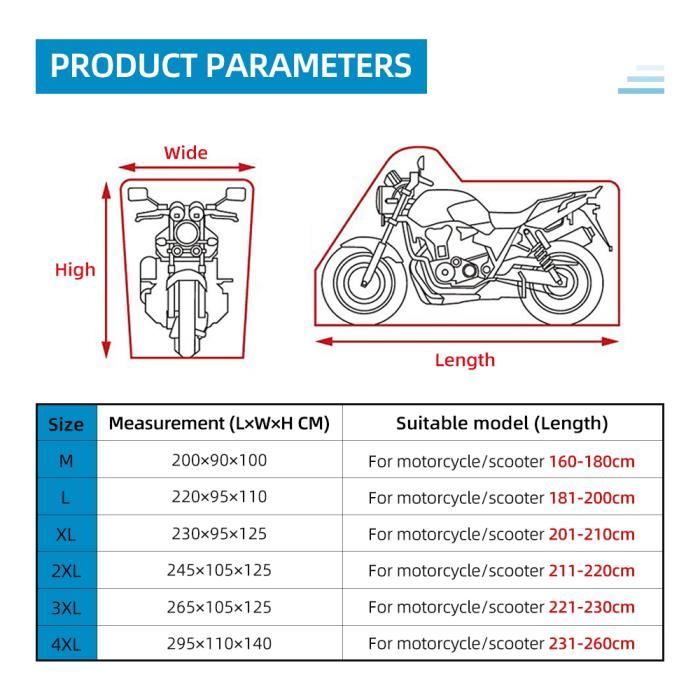 PRODUCT PARAMETERS
Wide
High
Length
Size Measurement (L×W×H CM) Suitable model (Length)
M 200×90×100 For motorcycle/scooter 160-180cm
L 220×95×110 For motorcycle/scooter 181-200cm
XL 230×95×125 For motorcycle/scooter 201-210cm
2XL 245×105×125 For motorcycle/scooter 211-220cm
3XL 265×105×125 For motorcycle/scooter 221-230cm
4XL 295×110×140 For motorcycle/scooter 231-260cm